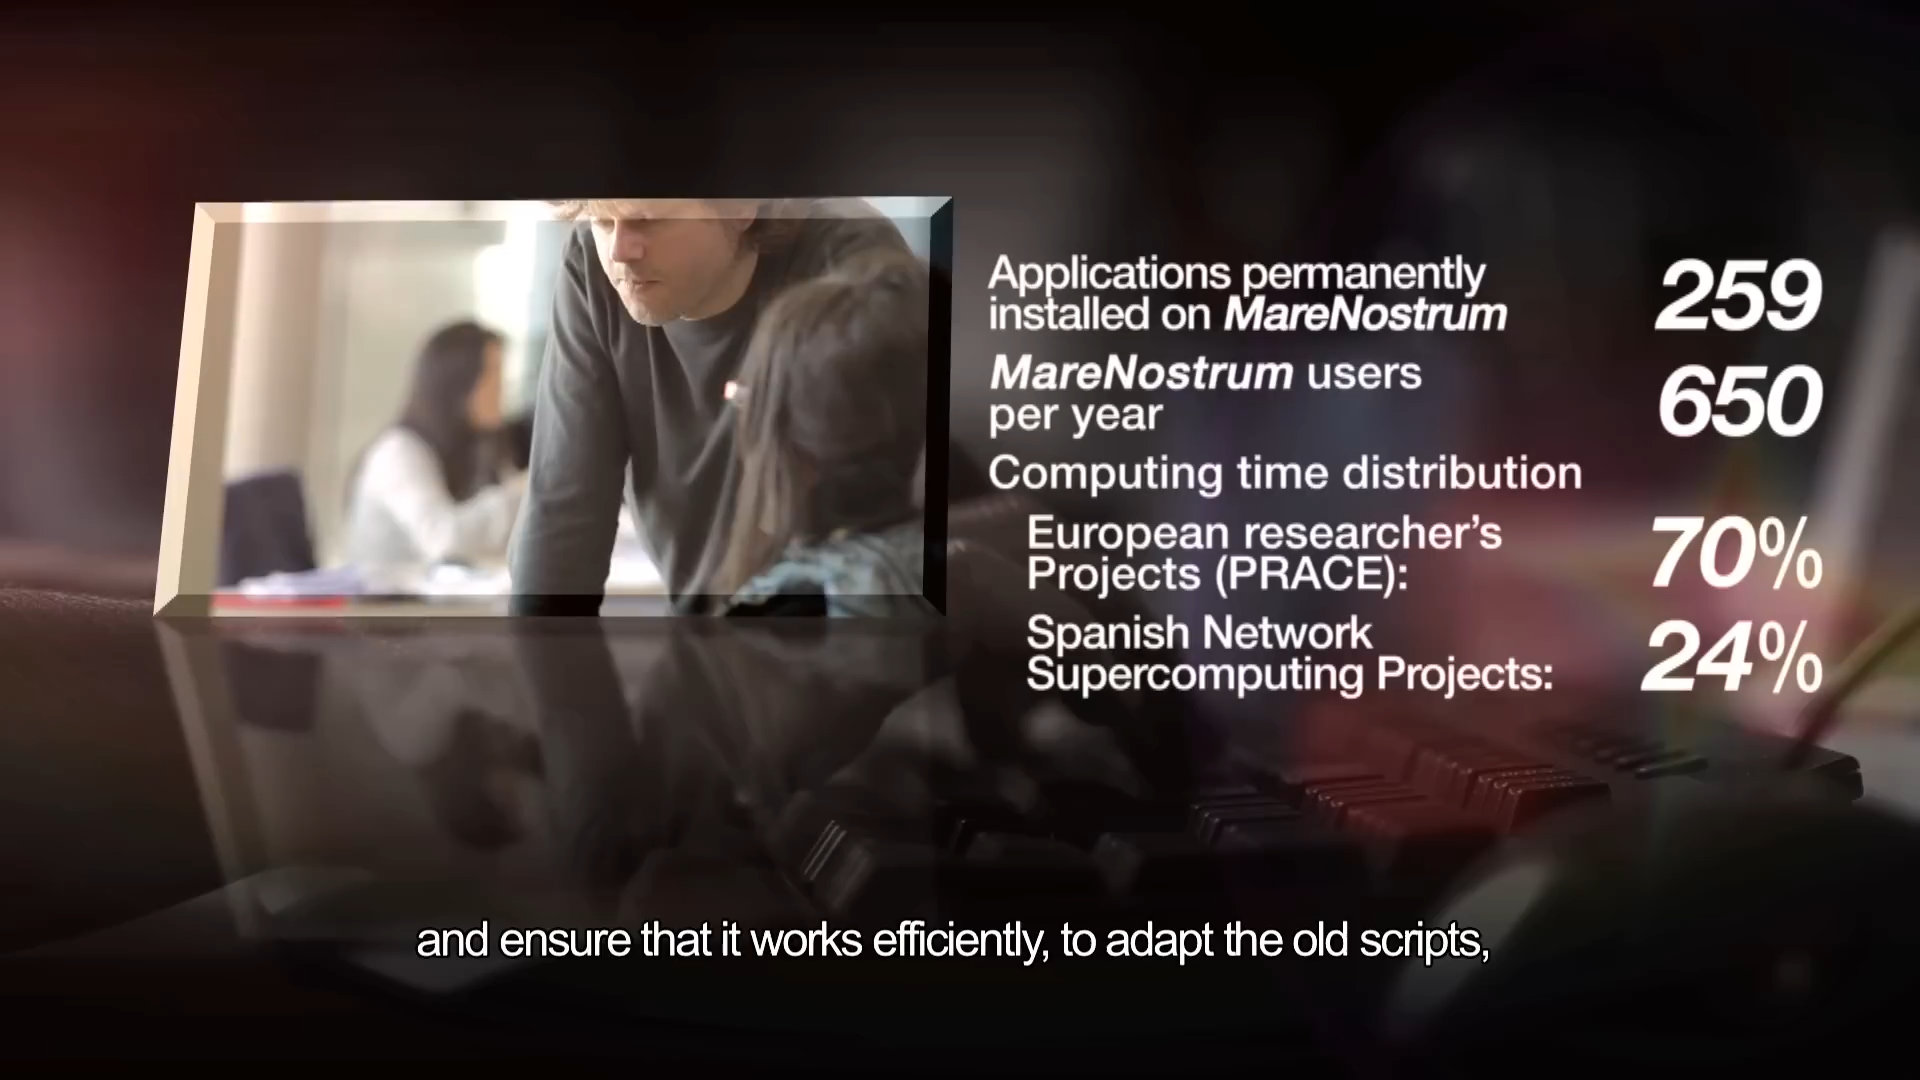 Applications permanently
installed on MareNostrum
259
MareNostrum users
per year
650
Computing time distribution
European researcher's
Projects (PRACE):
70%
Spanish Network
Supercomputing Projects:
24%
and ensure that it works efficiently, to adapt the old scripts,